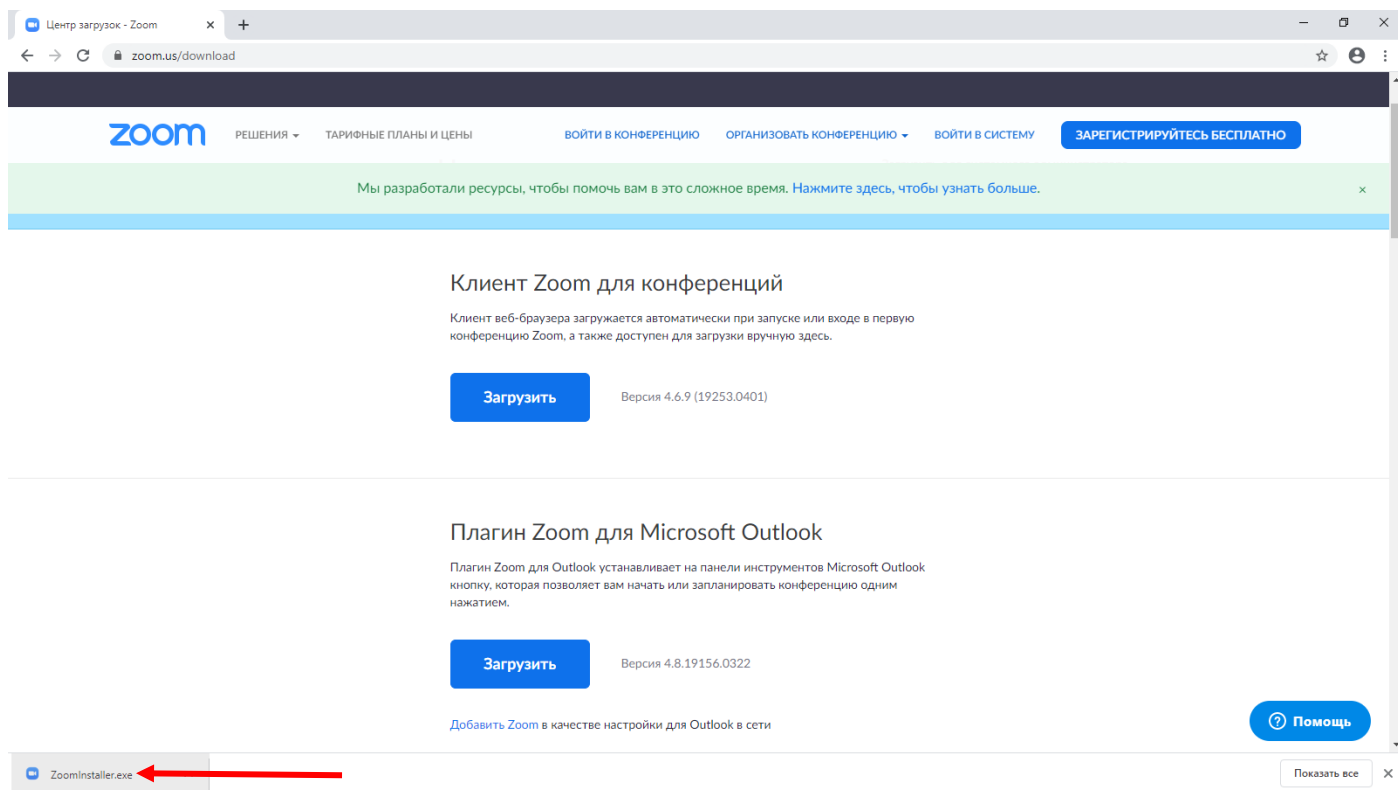 Центр загрузок - Zoom
zoom.us/download
zoom РЕШЕНИЯ ТАРИФНЫЕ ПЛАНЫ И ЦЕНЫ ВОЙТИ В КОНФЕРЕНЦИЮ ОРГАНИЗОВАТЬ КОНФЕРЕНЦИЮ ВОЙТИ В СИСТЕМУ ЗАРЕГИСТРИРУЙТЕСЬ БЕСПЛАТНО
Мы разработали ресурсы, чтобы помочь вам в это сложное время. Нажмите здесь, чтобы узнать больше.
Клиент Zoom для конференций
Клиент веб-браузера загружается автоматически при запуске или входе в первую
конференцию Zoom, а также доступен для загрузки вручную здесь.
Загрузить Версия 4.6.9 (19253.0401)
Плагин Zoom для Microsoft Outlook
Плагин Zoom для Outlook устанавливает на панели инструментов Microsoft Outlook
кнопку, которая позволяет вам начать или запланировать конференцию одним
нажатием.
Загрузить Версия 4.8.19156.0322
Добавить Zoom в качестве настройки для Outlook в сети
Помощь
ZoomInstaller.exe
Показать все